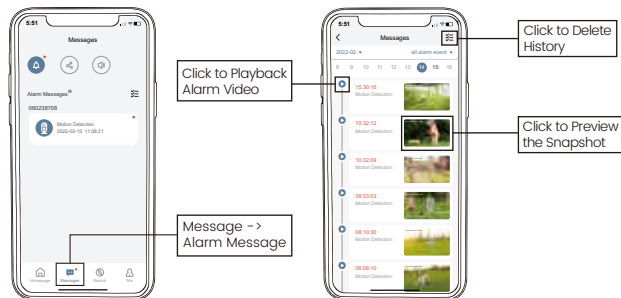 5:51
Messages
Alarm Messages
060238708
Motion Detection
2022-02-15 11:08:21
Homepage
Messages
Search
Me
Click to Playback
Alarm Video
Message ->
Alarm Message
5:51
Messages
2022-02
all alarm event
8 9 10 11 12 13 14 15 16
15:30:16
Motion Detection
10:32:12
Motion Detection
10:32:09
Motion Detection
08:53:53
Motion Detection
08:10:30
Motion Detection
08:08:10
Motion Detection
Click to Delete
History
Click to Preview
the Snapshot